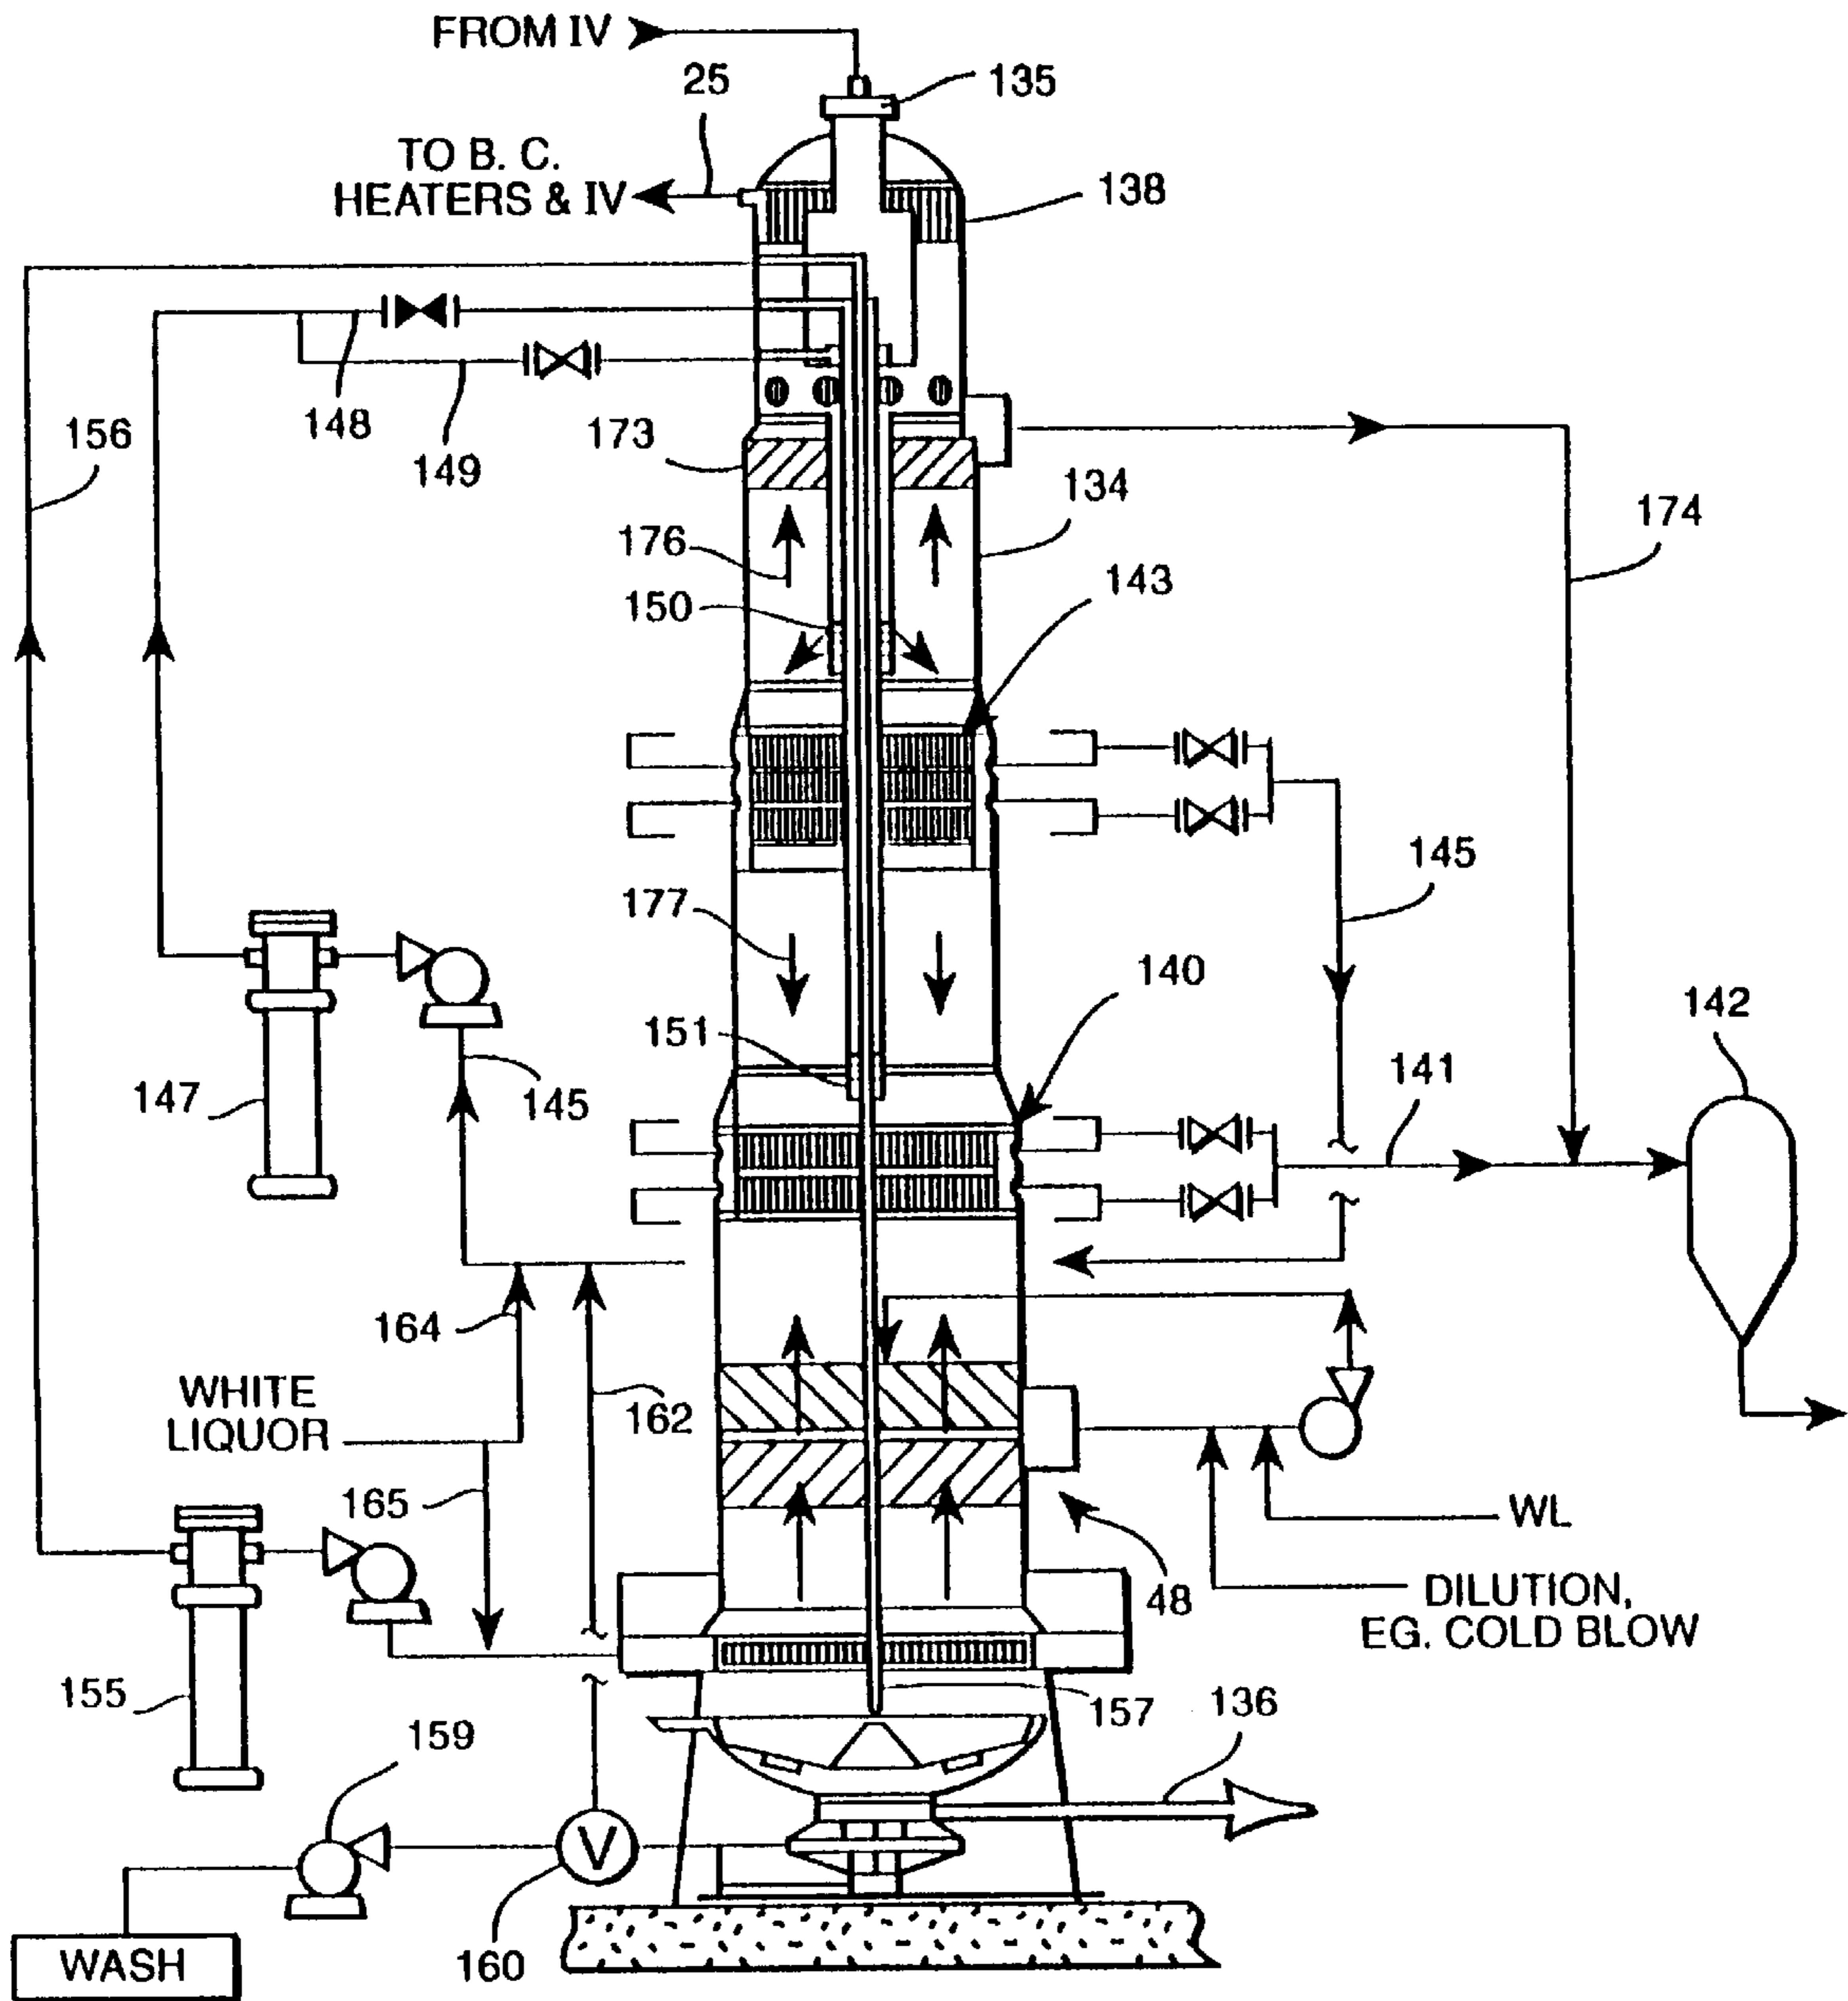 FROM IV
25
135
TO B. C.
HEATERS & IV
138
148
149
156
173
134
174
176
143
150
145
177
140
142
151
141
147
145
164
WHITE
LIQUOR
162
165
WL
48
DILUTION,
EG. COLD BLOW
155
157
136
159
V
160
WASH